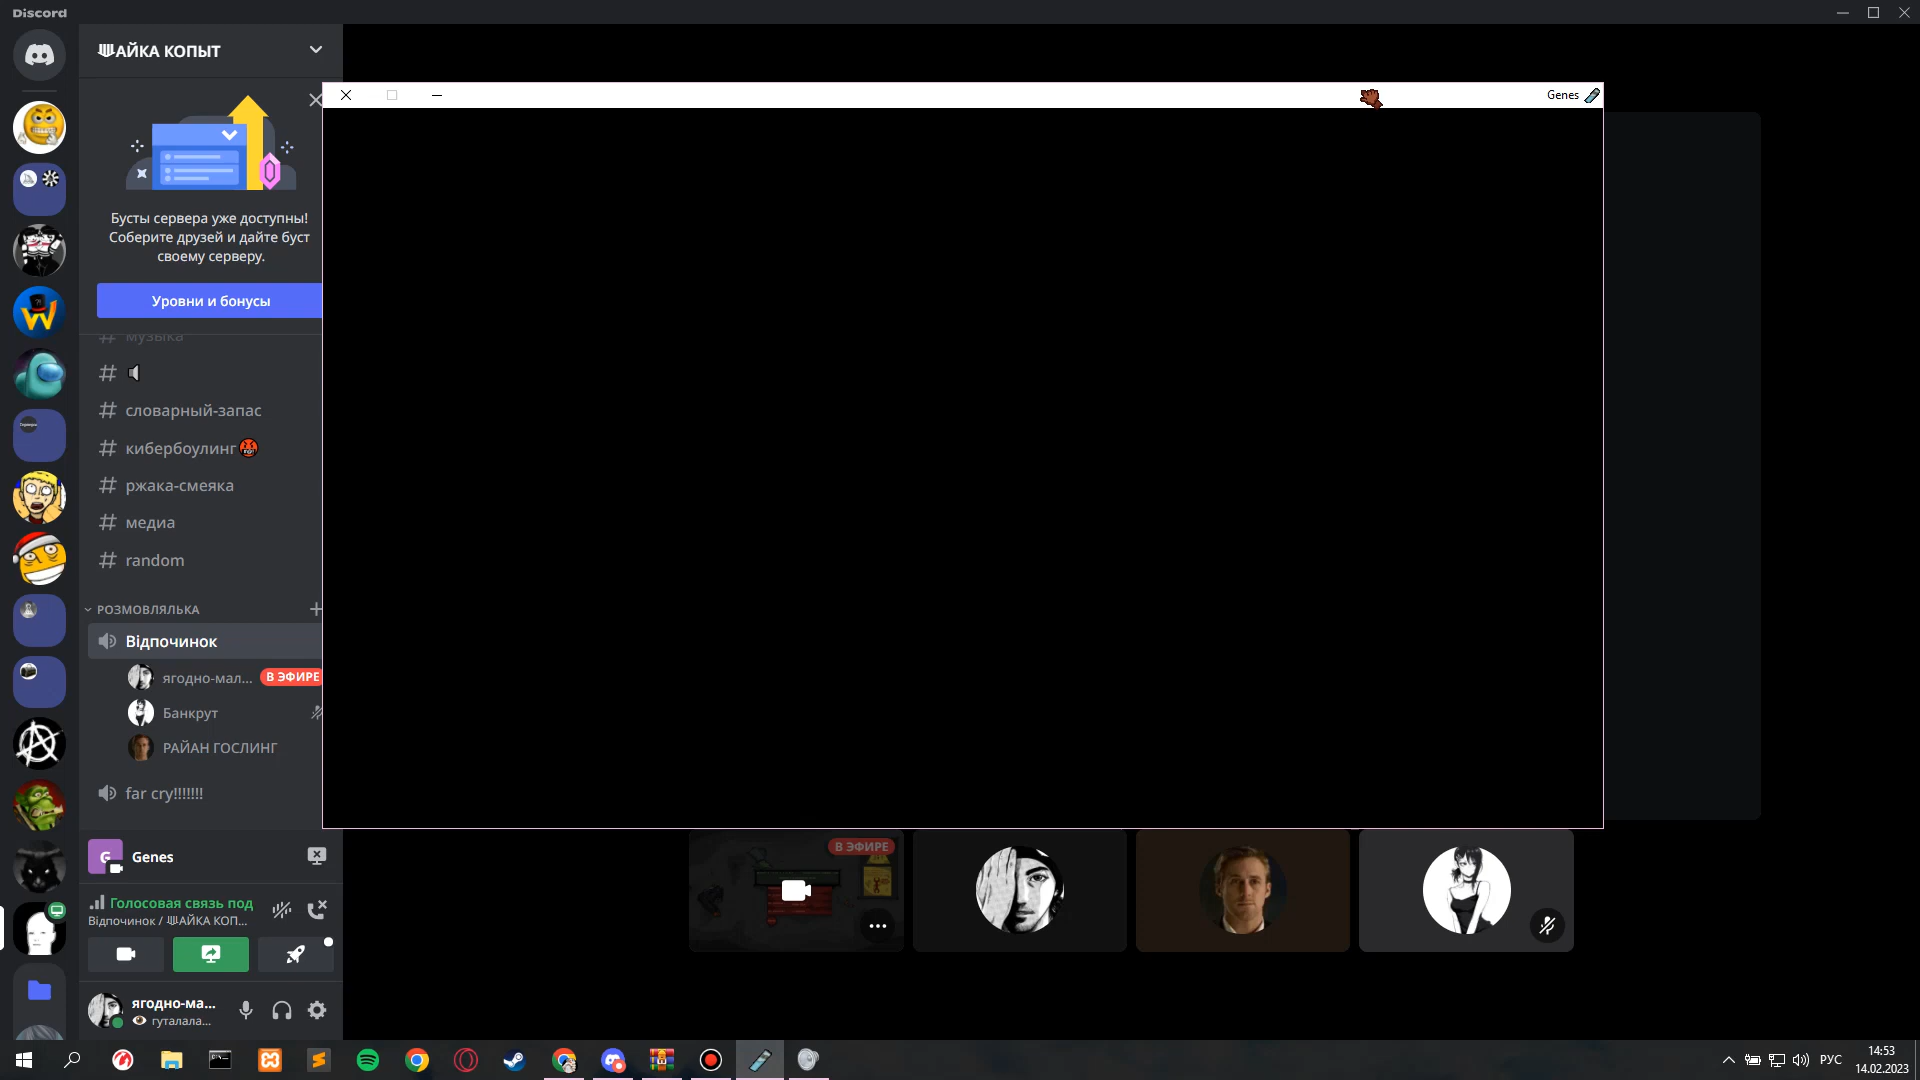 Discord
ШАЙКА КОПЫТ
Бусты сервера уже доступны!
Соберите друзей и дайте буст
своему серверу.
Уровни и бонусы
музыка
словарный-запас
кибербоулинг
ржака-смеяка
медиа
random
РОЗМОВЛЯЛЬКА
Відпочинок
ягодно-мал...
В ЭФИРЕ
Банкрут
РАЙАН ГОСЛИНГ
far cry!!!!!!!
G
Genes
Голосовая связь под
Відпочинок / ШАЙКА КОП...
ягодно-ма...
гуталала...
Genes
В ЭФИРЕ
РУС
14:53
14.02.2023